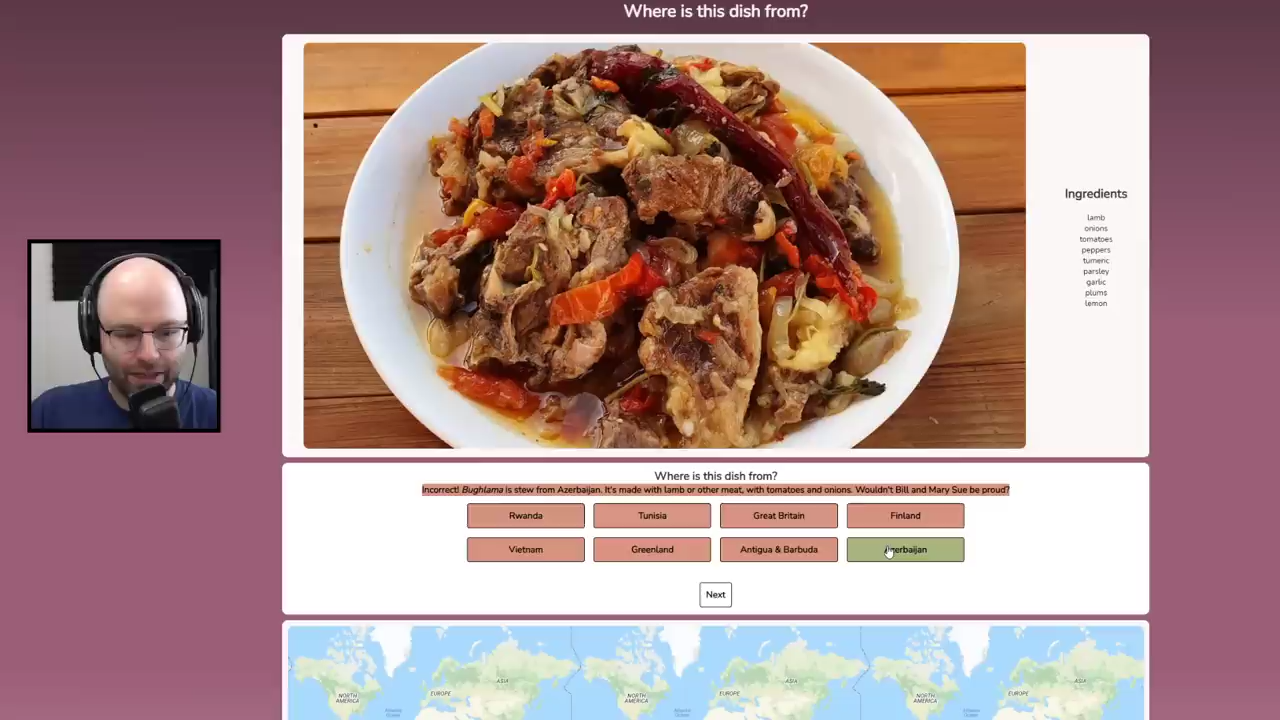 Where is this dish from?
Ingredients
lamb
onions
tomatoes
peppers
tumeric
parsley
garlic
plums
lemon
Where is this dish from?
Incorrect! Bughlama is stew from Azerbaijan. It's made with lamb or other meat, with tomatoes and onions. Wouldn't Bill and Mary Sue be proud?
Rwanda
Tunisia
Great Britain
Finland
Vietnam
Greenland
Antigua & Barbuda
Azerbaijan
Next
ASIA
ASIA
ASIA
NORTH AMERICA
EUROPE
NORTH AMERICA
EUROPE
NORTH AMERICA
EUROPE